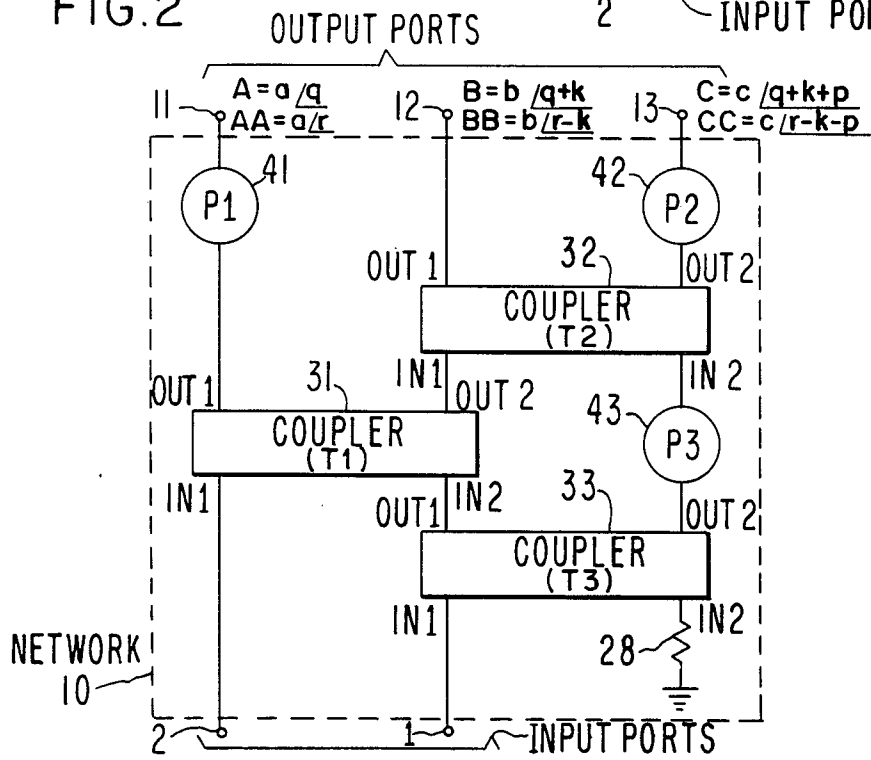 FIG.2
2
INPUT POR
OUTPUT PORTS
11
A=a/q
AA=a/r
12
B=b/q+k
BB=b/r-k
13
C=c/q+k+p
CC=c/r-k-p
41
P1
42
P2
32
OUT 1
OUT 2
COUPLER
(T2)
IN1
IN 2
31
OUT 1
OUT 2
COUPLER
(T1)
43
P3
IN1
IN2
33
OUT1
OUT 2
COUPLER
(T3)
IN1
IN2
28
NETWORK
10
2
1
INPUT PORTS